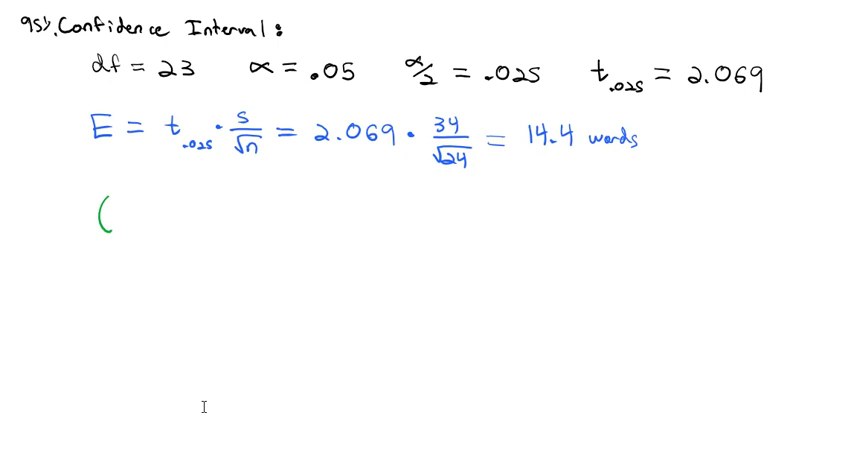 95% Confidence Interval:
df = 23 α = .05 α/2 = .025 t.025 = 2.069
E = t.025 · s/√n = 2.069 · 34/√24 = 14.4 words
(